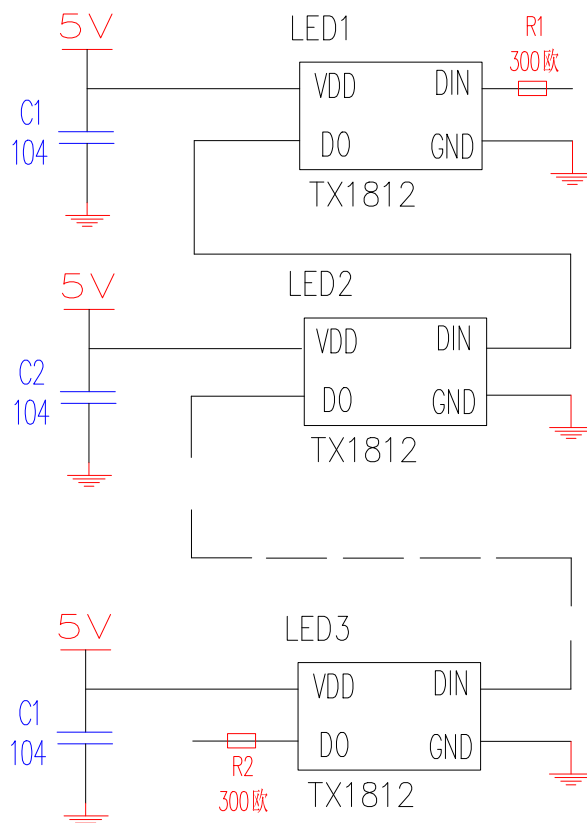 5V
LED1
R1
300欧
C1
104
VDD
DIN
DO
GND
TX1812
5V
LED2
C2
104
VDD
DIN
DO
GND
TX1812
5V
LED3
C1
104
VDD
DIN
DO
GND
R2
300欧
TX1812